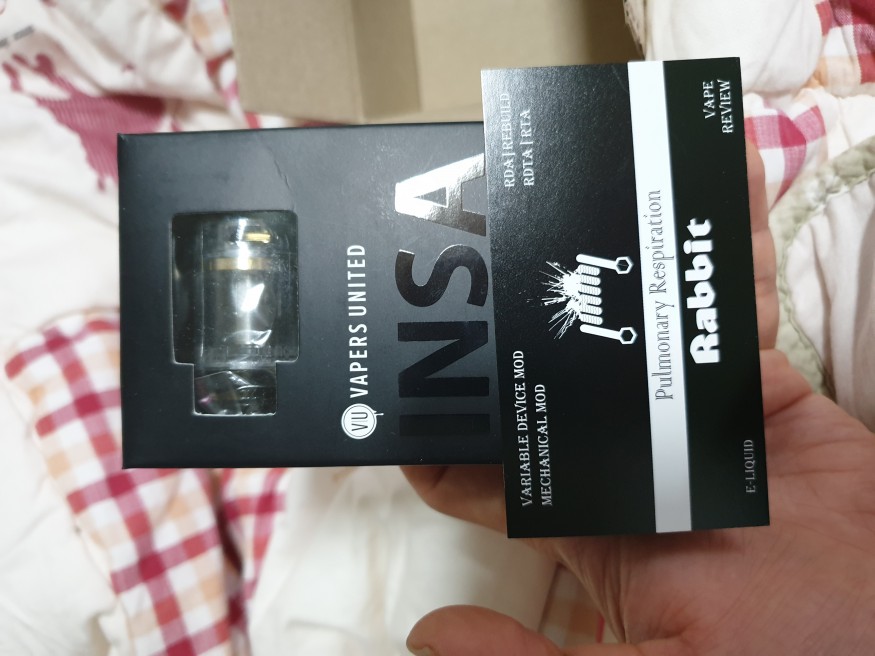 VU VAPERS UNITED
INSA
RDA|REBUILD
RDTA|RTA
VAPE
REVIEW
Pulmonary Respiration
Rabbit
VARIABLE DEVICE MOD
MECHANICAL MOD
E-LIQUID